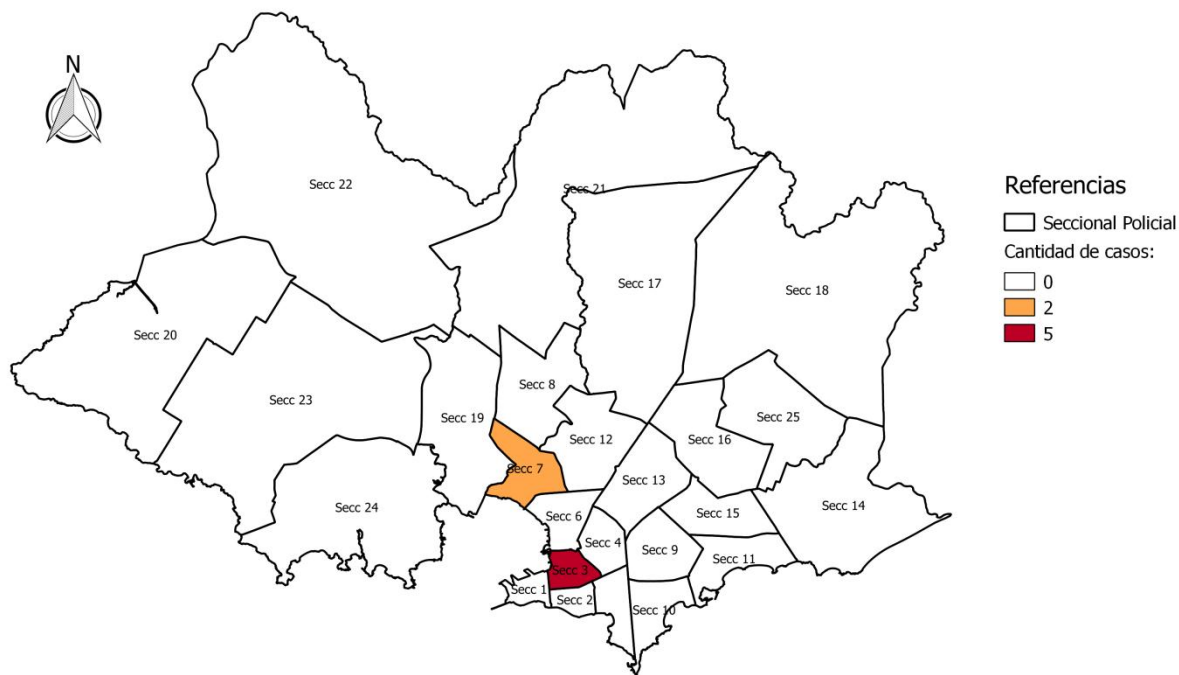 N
Secc 22
Secc 21
Secc 17
Secc 18
Secc 20
Secc 23
Secc 19
Secc 8
Secc 12
Secc 16
Secc 25
Secc 7
Secc 13
Secc 24
Secc 6
Secc 15
Secc 14
Secc 4
Secc 9
Secc 11
Secc 3
Secc 1
Secc 2
Secc 10
Referencias
Seccional Policial
Cantidad de casos:
0
2
5